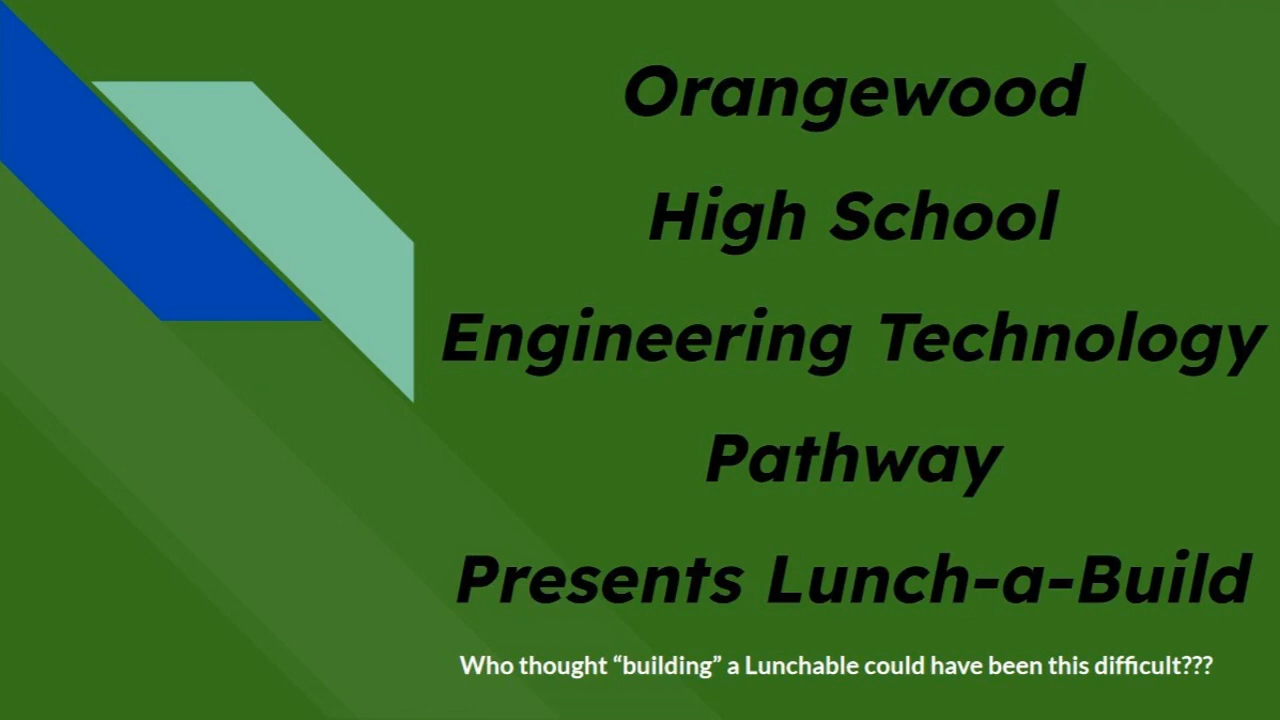 Orangewood
High School
Engineering Technology
Pathway
Presents Lunch-a-Build
Who thought “building” a Lunchable could have been this difficult???